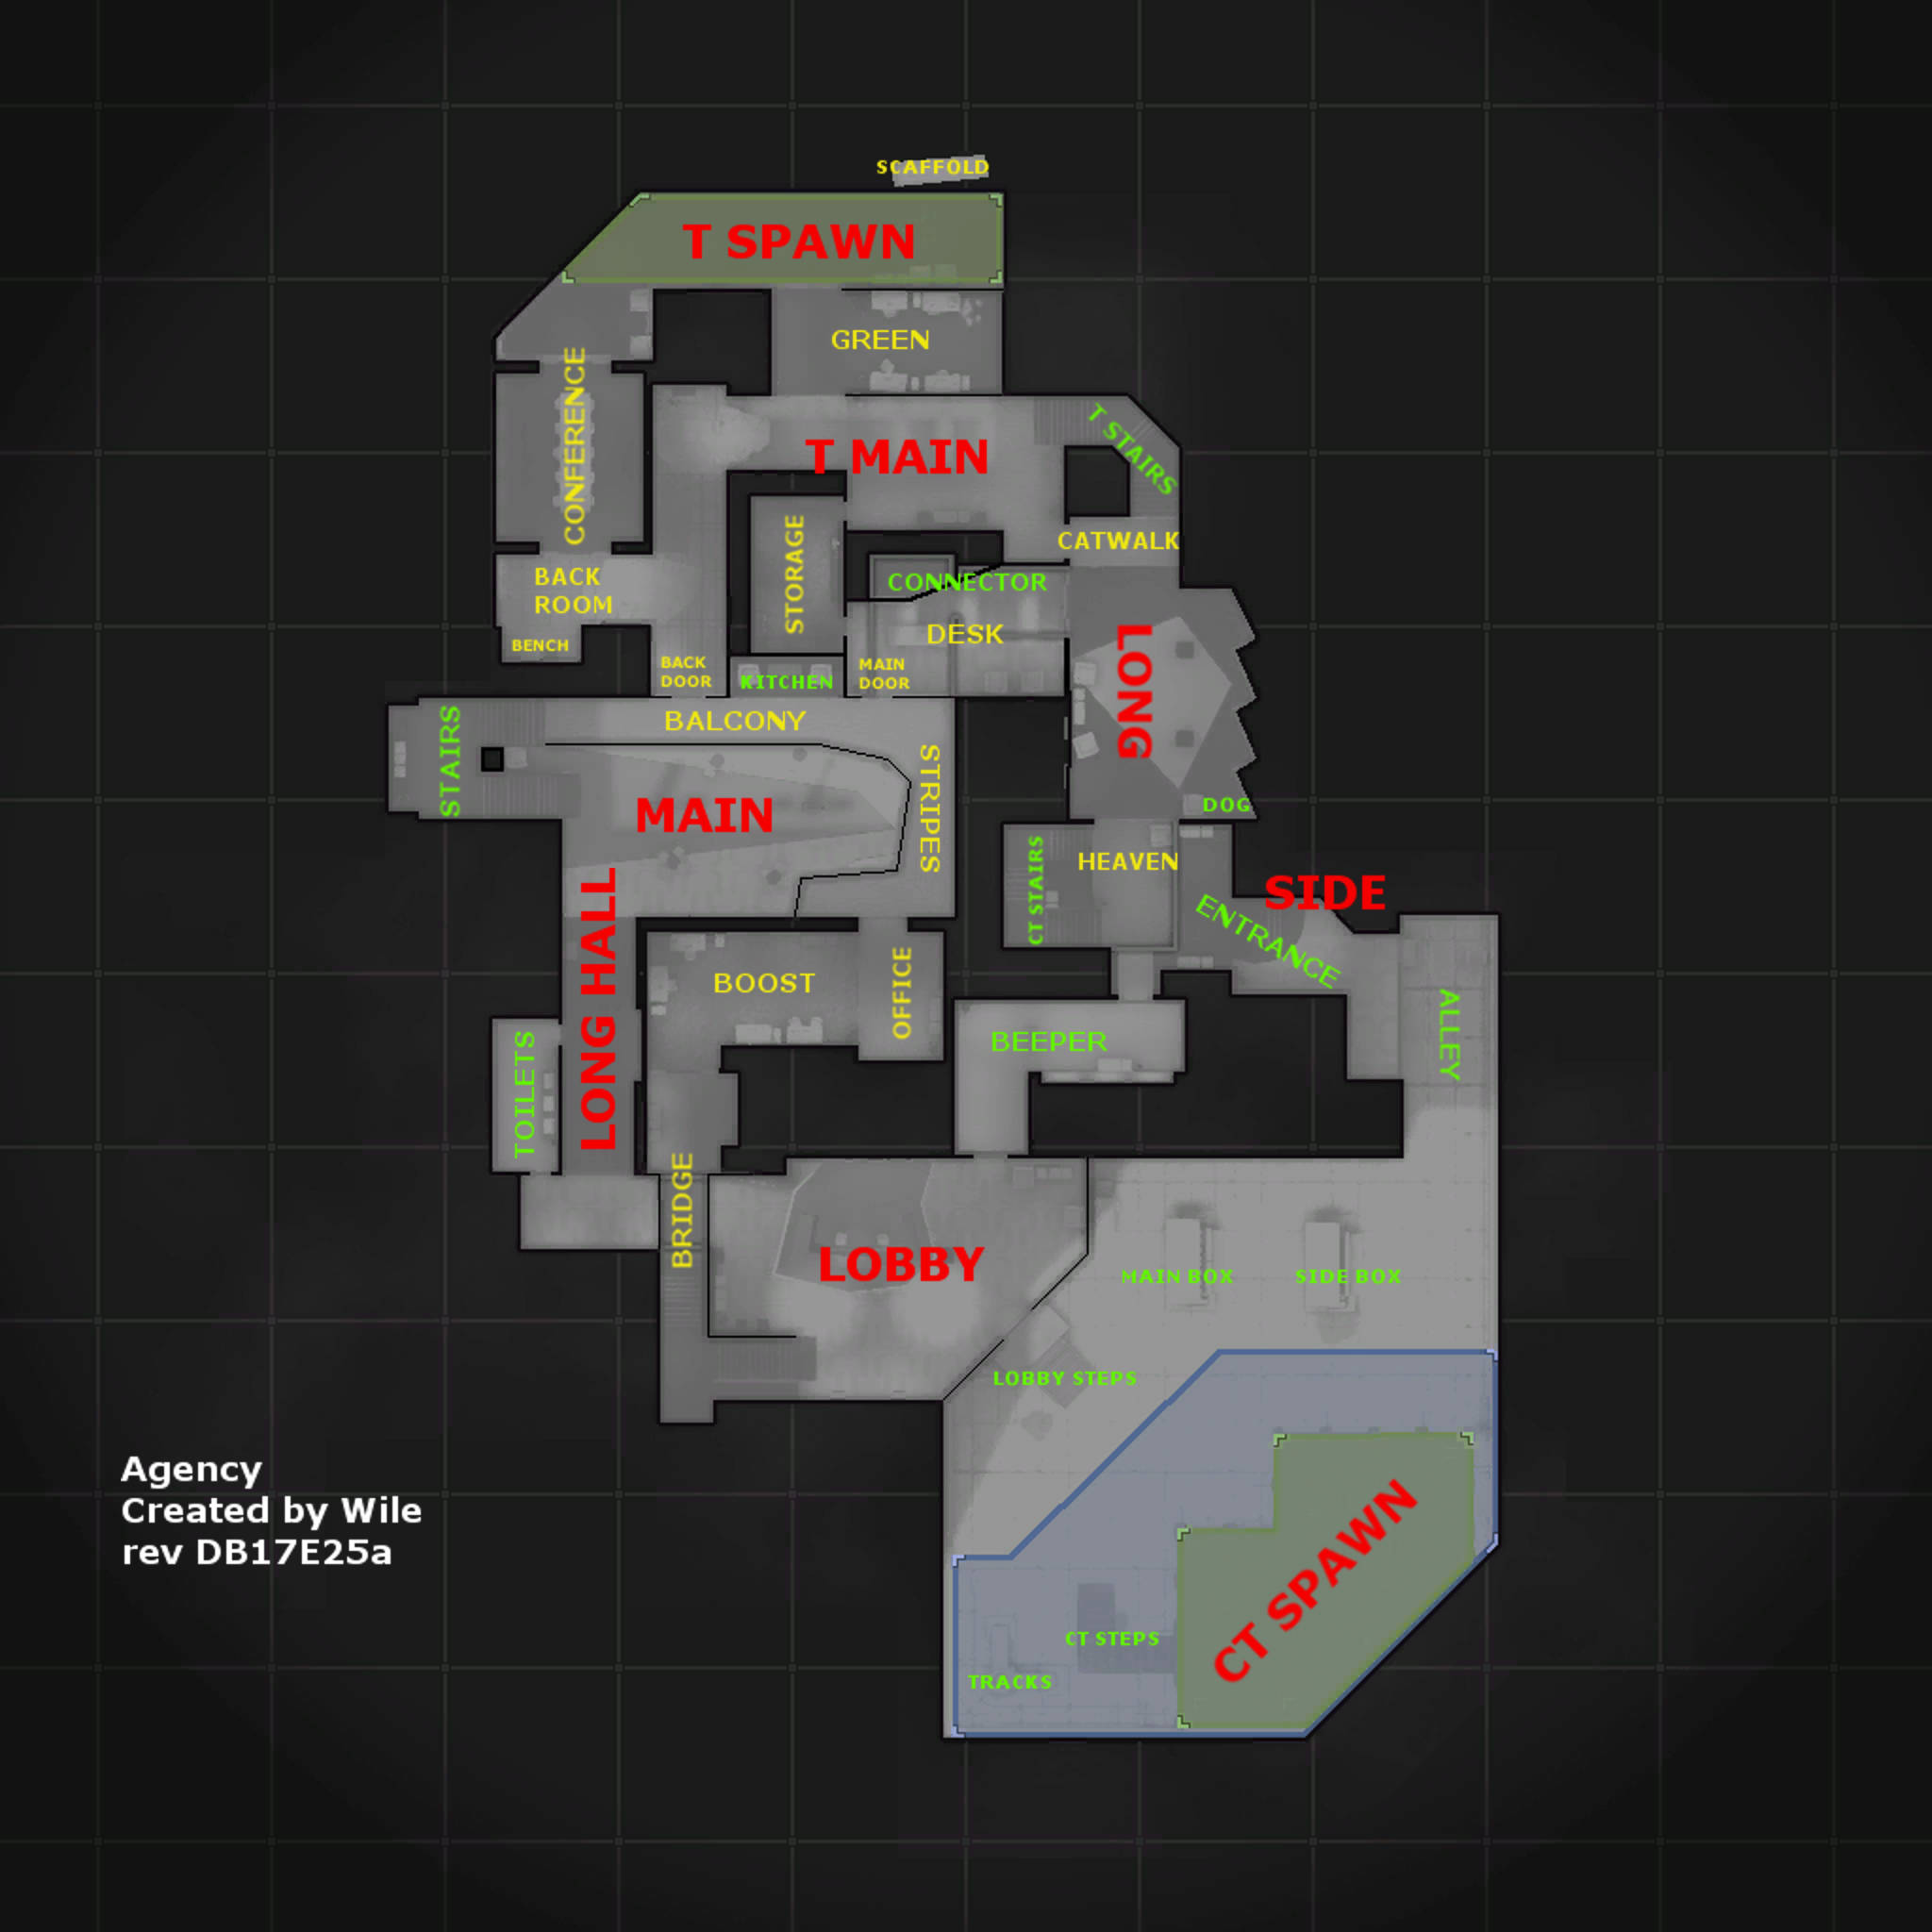 SCAFFOLD
T SPAWN
GREEN
CONFERENCE
T MAIN
T STAIRS
STORAGE
CATWALK
BACK
ROOM
CONNECTOR
DESK
BENCH
BACK
DOOR
KITCHEN
MAIN
DOOR
LONG
BALCONY
STAIRS
STRIPES
MAIN
DOG
HEAVEN
CT STAIRS
SIDE
ENTRANCE
LONG HALL
BOOST
OFFICE
ALLEY
BEEPER
TOILETS
BRIDGE
LOBBY
MAIN BOX
SIDE BOX
LOBBY STEPS
Agency
Created by Wile
rev DB17E25a
CT SPAWN
CT STEPS
TRACKS